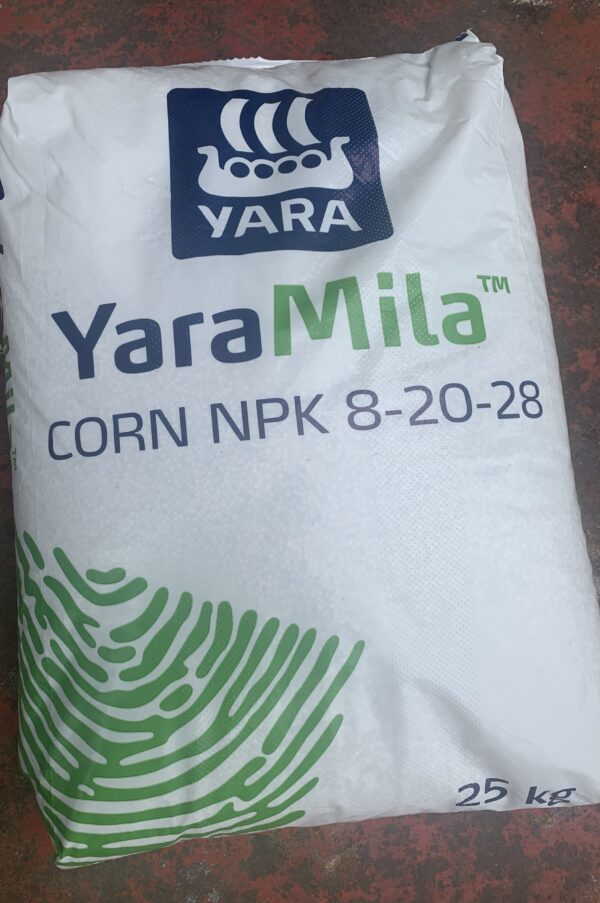 YARA
YaraMila™
CORN NPK 8-20-28
25 kg